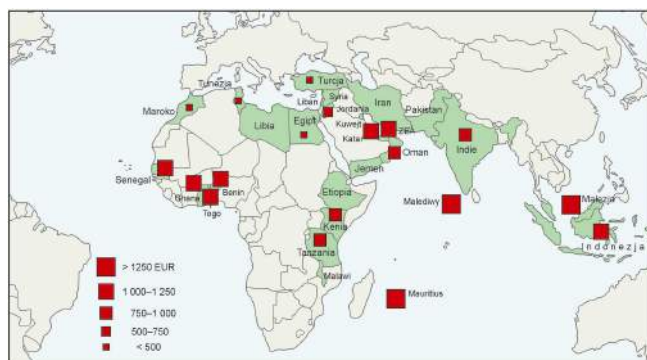 Tunezja
Turcja
Maroko
Liban
Syria
Iran
Jordania
Pakistan
Libia
Egipt
Kuwejt
ZEA
Katar
Indie
Oman
Senegal
Jemen
Benin
Ghana
Togo
Etiopia
Malediwy
Malezja
Kenia
Indonezja
Tanzania
Malawi
Mauritius
> 1250 EUR
1 000–1 250
750–1 000
500–750
< 500